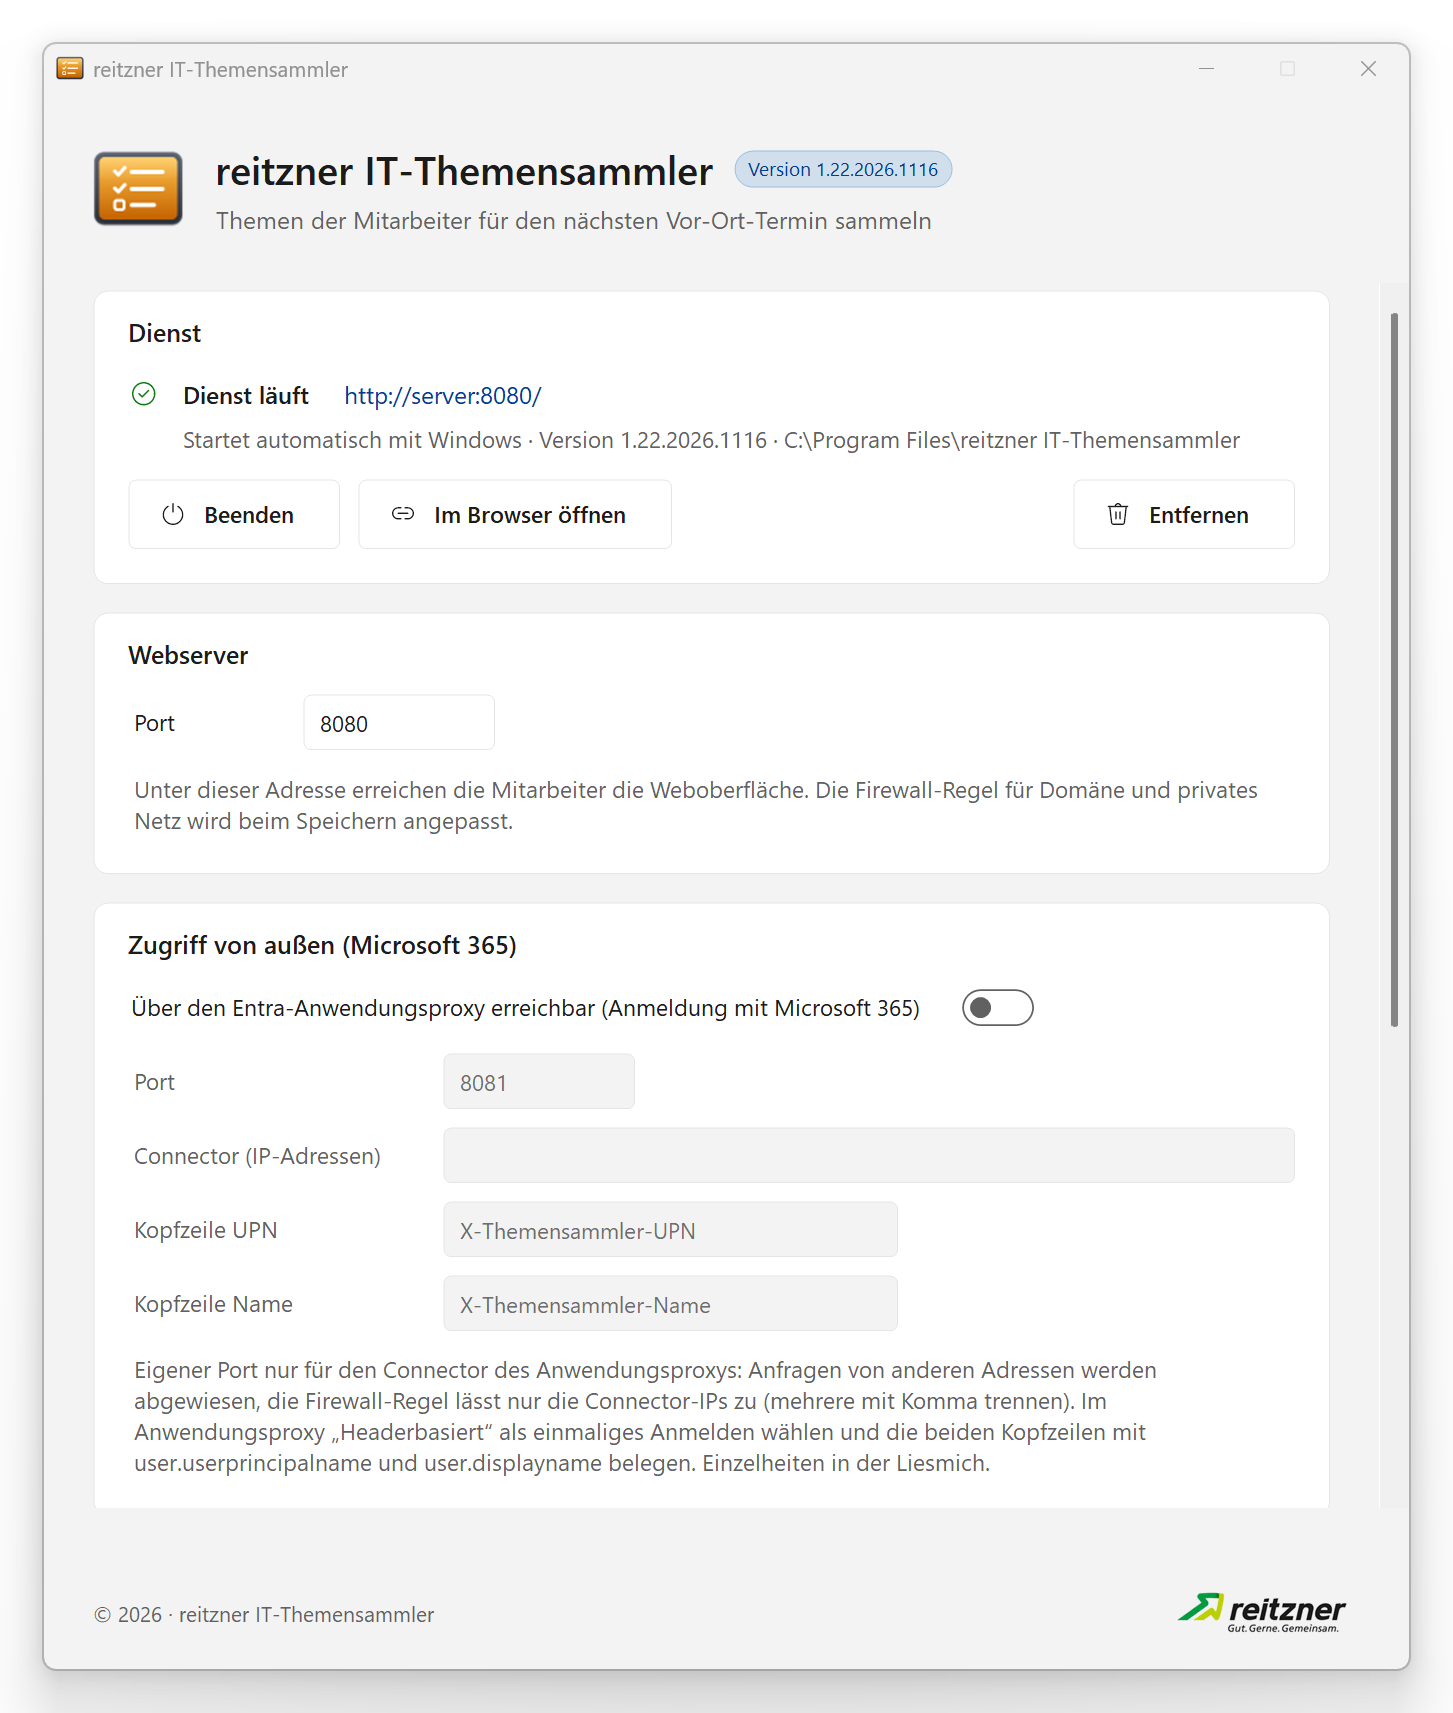 reitzner IT-Themensammler
reitzner IT-Themensammler Version 1.22.2026.1116
Themen der Mitarbeiter für den nächsten Vor-Ort-Termin sammeln
Dienst
Dienst läuft http://server:8080/
Startet automatisch mit Windows · Version 1.22.2026.1116 · C:\Program Files\reitzner IT-Themensammler
Beenden Im Browser öffnen Entfernen
Webserver
Port 8080
Unter dieser Adresse erreichen die Mitarbeiter die Weboberfläche. Die Firewall-Regel für Domäne und privates
Netz wird beim Speichern angepasst.
Zugriff von außen (Microsoft 365)
Über den Entra-Anwendungsproxy erreichbar (Anmeldung mit Microsoft 365)
Port 8081
Connector (IP-Adressen)
Kopfzeile UPN X-Themensammler-UPN
Kopfzeile Name X-Themensammler-Name
Eigener Port nur für den Connector des Anwendungsproxys: Anfragen von anderen Adressen werden
abgewiesen, die Firewall-Regel lässt nur die Connector-IPs zu (mehrere mit Komma trennen). Im
Anwendungsproxy „Headerbasiert“ als einmaliges Anmelden wählen und die beiden Kopfzeilen mit
user.userprincipalname und user.displayname belegen. Einzelheiten in der Liesmich.
© 2026 · reitzner IT-Themensammler
reitzner
Gut. Gerne. Gemeinsam.